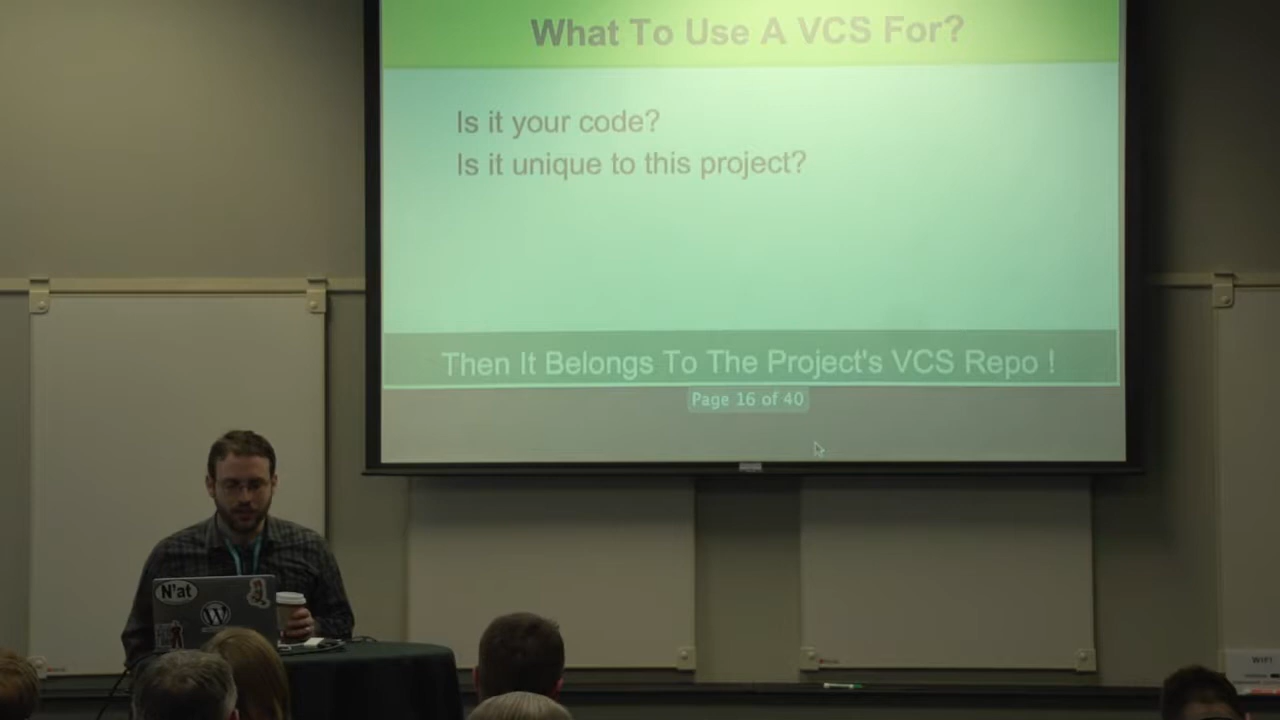 What To Use A VCS For?
Is it your code?
Is it unique to this project?
Then It Belongs To The Project's VCS Repo !
Page 16 of 40
N'at
W
WIFI